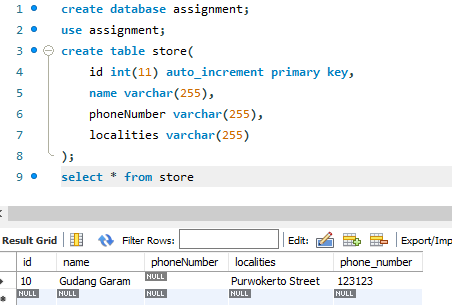 1 create database assignment;
2 use assignment;
3 create table store(
4 id int(11) auto_increment primary key,
5 name varchar(255),
6 phoneNumber varchar(255),
7 localities varchar(255)
8 );
9 select * from store
Result Grid Filter Rows: Edit: Export/Imp
id name phoneNumber localities phone_number
10 Gudang Garam NULL Purwokerto Street 123123
NULL NULL NULL NULL NULL